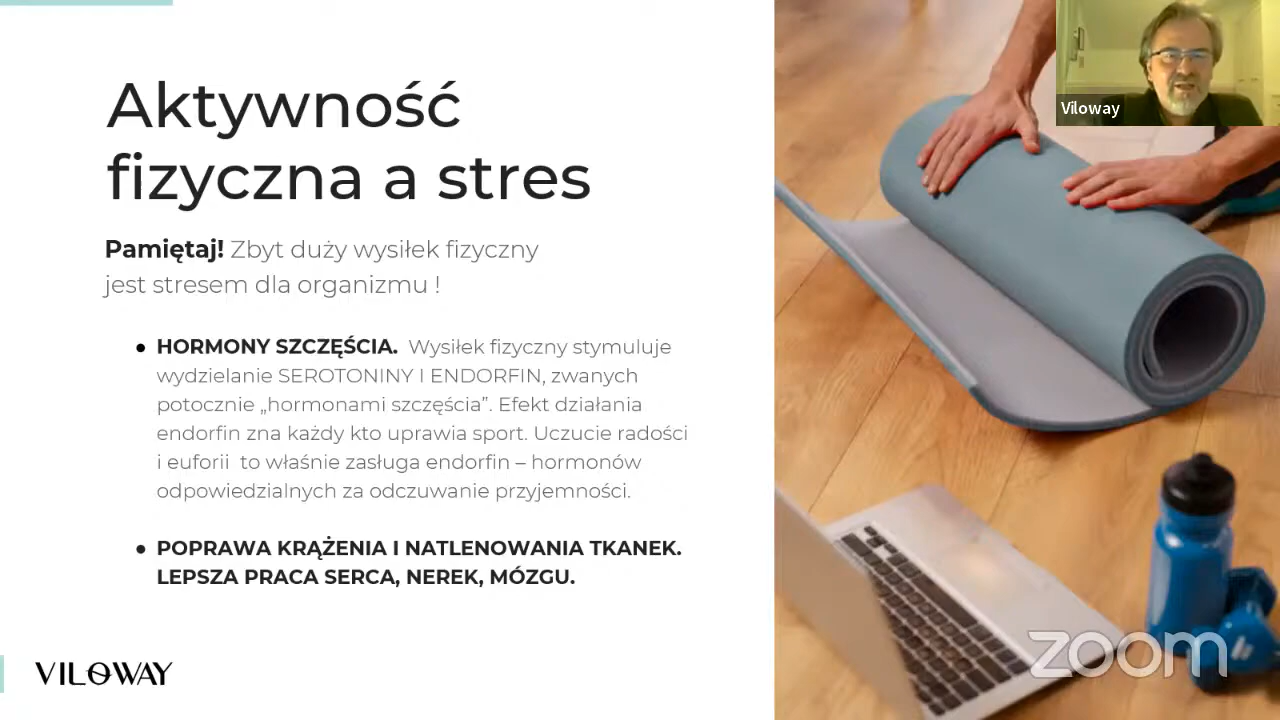 Aktywność
fizyczna a stres
Pamiętaj! Zbyt duży wysiłek fizyczny
jest stresem dla organizmu !
● HORMONY SZCZĘŚCIA. Wysiłek fizyczny stymuluje
wydzielanie SEROTONINY I ENDORFIN, zwanych
potocznie „hormonami szczęścia”. Efekt działania
endorfin zna każdy kto uprawia sport. Uczucie radości
i euforii to właśnie zasługa endorfin – hormonów
odpowiedzialnych za odczuwanie przyjemności.
● POPRAWA KRĄŻENIA I NATLENOWANIA TKANEK.
LEPSZA PRACA SERCA, NEREK, MÓZGU.
VILOWAY
Viloway
zoom